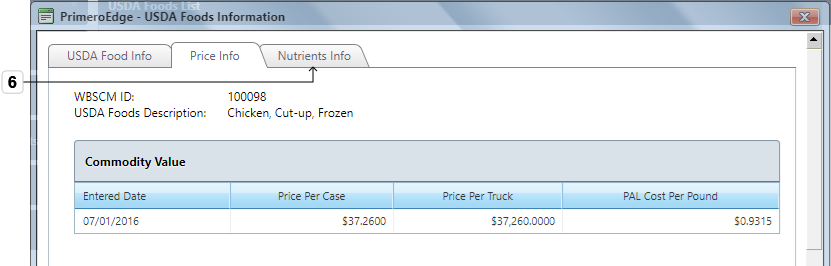 USDA Foods List
PrimeroEdge - USDA Foods Information
USDA Food Info Price Info Nutrients Info
6
WBSCM ID: 100098
USDA Foods Description: Chicken, Cut-up, Frozen
Commodity Value
Entered Date Price Per Case Price Per Truck PAL Cost Per Pound
07/01/2016 $37.2600 $37,260.0000 $0.9315